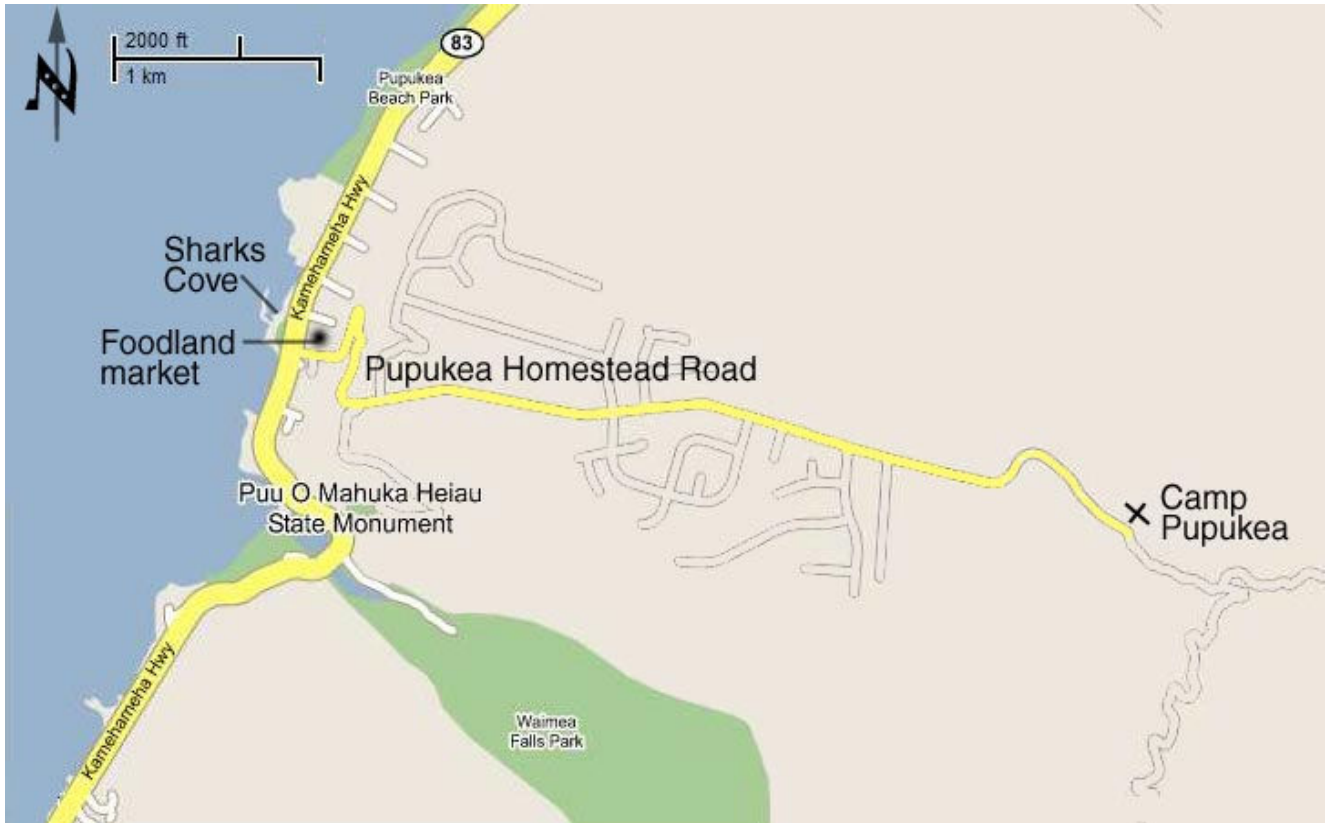 2000 ft
1 km
N
83
Pupukea
Beach Park
Kamehameha Hwy
Sharks
Cove
Foodland
market
Pupukea Homestead Road
Puu O Mahuka Heiau
State Monument
Camp
Pupukea
Kamehameha Hwy
Waimea
Falls Park